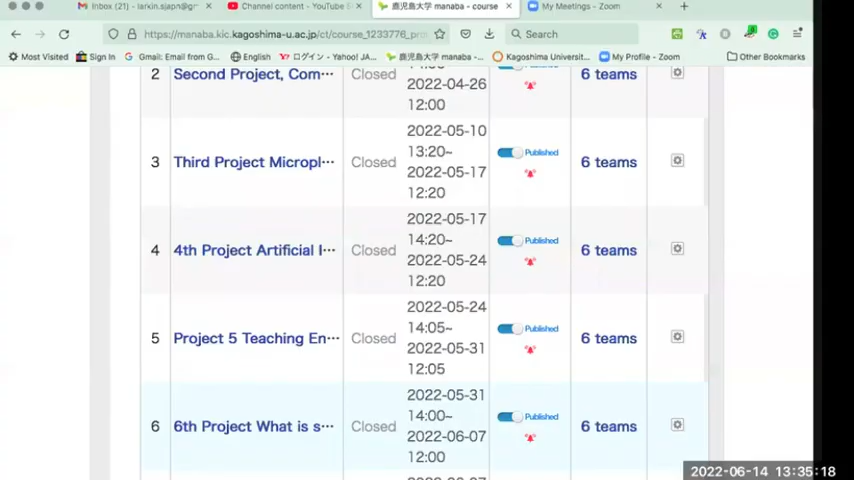 Inbox (215) - larkin.sjapn@gm
Channel content - YouTube
鹿児島大学 manaba - course
My Meetings - Zoom
https://manaba.kic.kagoshima-u.ac.jp/ct/course_1233776_pro
Search
Most Visited
Sign In
Gmail: Email from G...
English
ログイン - Yahoo! JA...
鹿児島大学 manaba -...
Kagoshima Universit...
My Profile - Zoom
Other Bookmarks
2 Second Project, Com··· Closed
2022-04-26
12:00
6 teams
3 Third Project Micropl··· Closed
2022-05-10
13:20~
2022-05-17
12:20
Published
6 teams
4 4th Project Artificial I··· Closed
2022-05-17
14:20~
2022-05-24
12:20
Published
6 teams
5 Project 5 Teaching En··· Closed
2022-05-24
14:05~
2022-05-31
12:05
Published
6 teams
6 6th Project What is s··· Closed
2022-05-31
14:00~
2022-06-07
12:00
Published
6 teams
2022-06-14 13:35:18